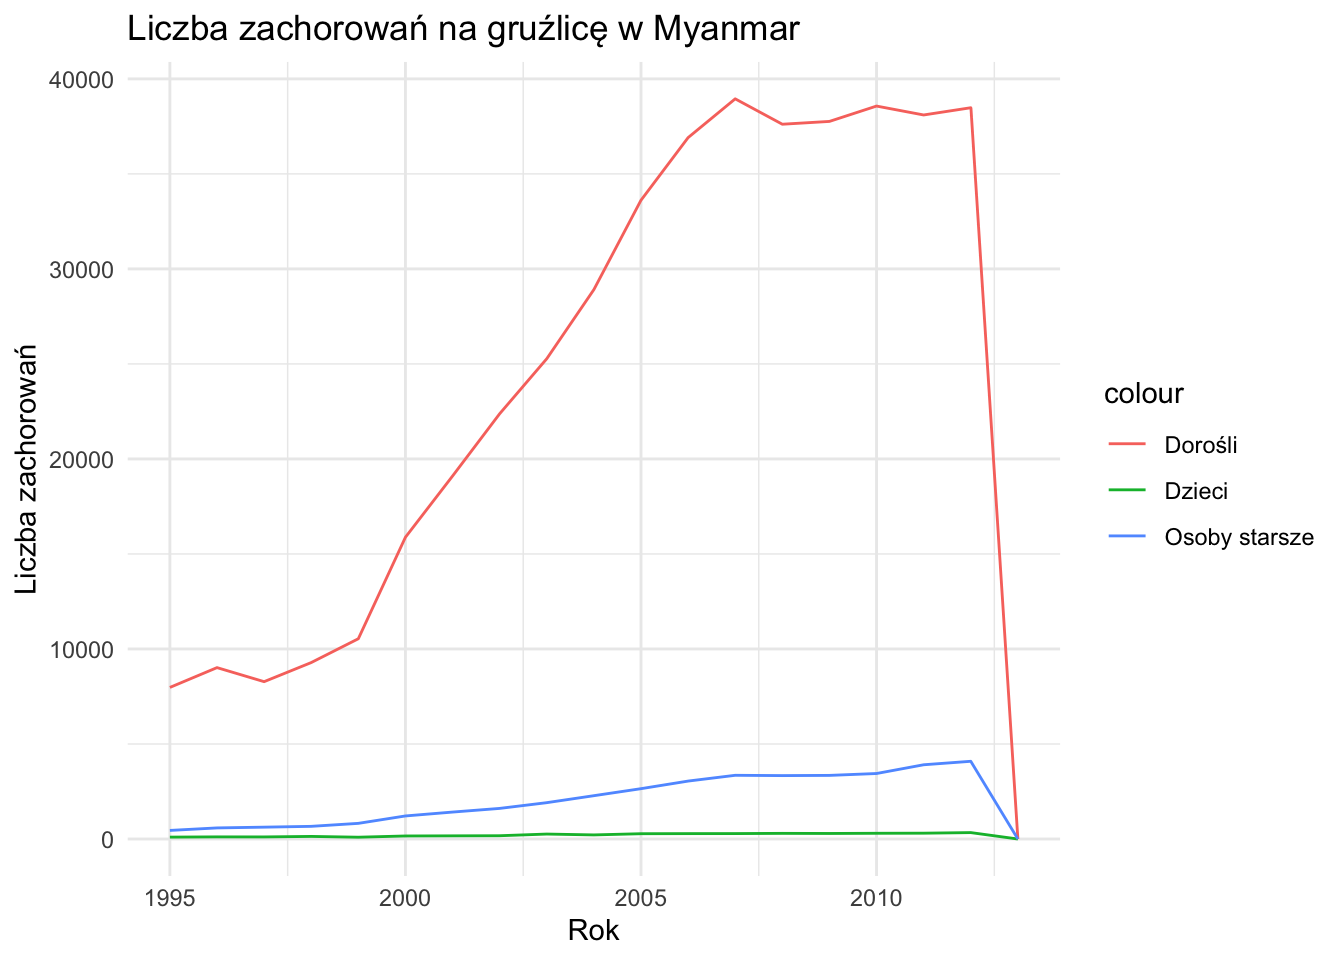 Liczba zachorowań na gruźlicę w Myanmar
40000
30000
20000
10000
0
Liczba zachorowań
1995 2000 2005 2010
Rok
colour
Dorośli
Dzieci
Osoby starsze